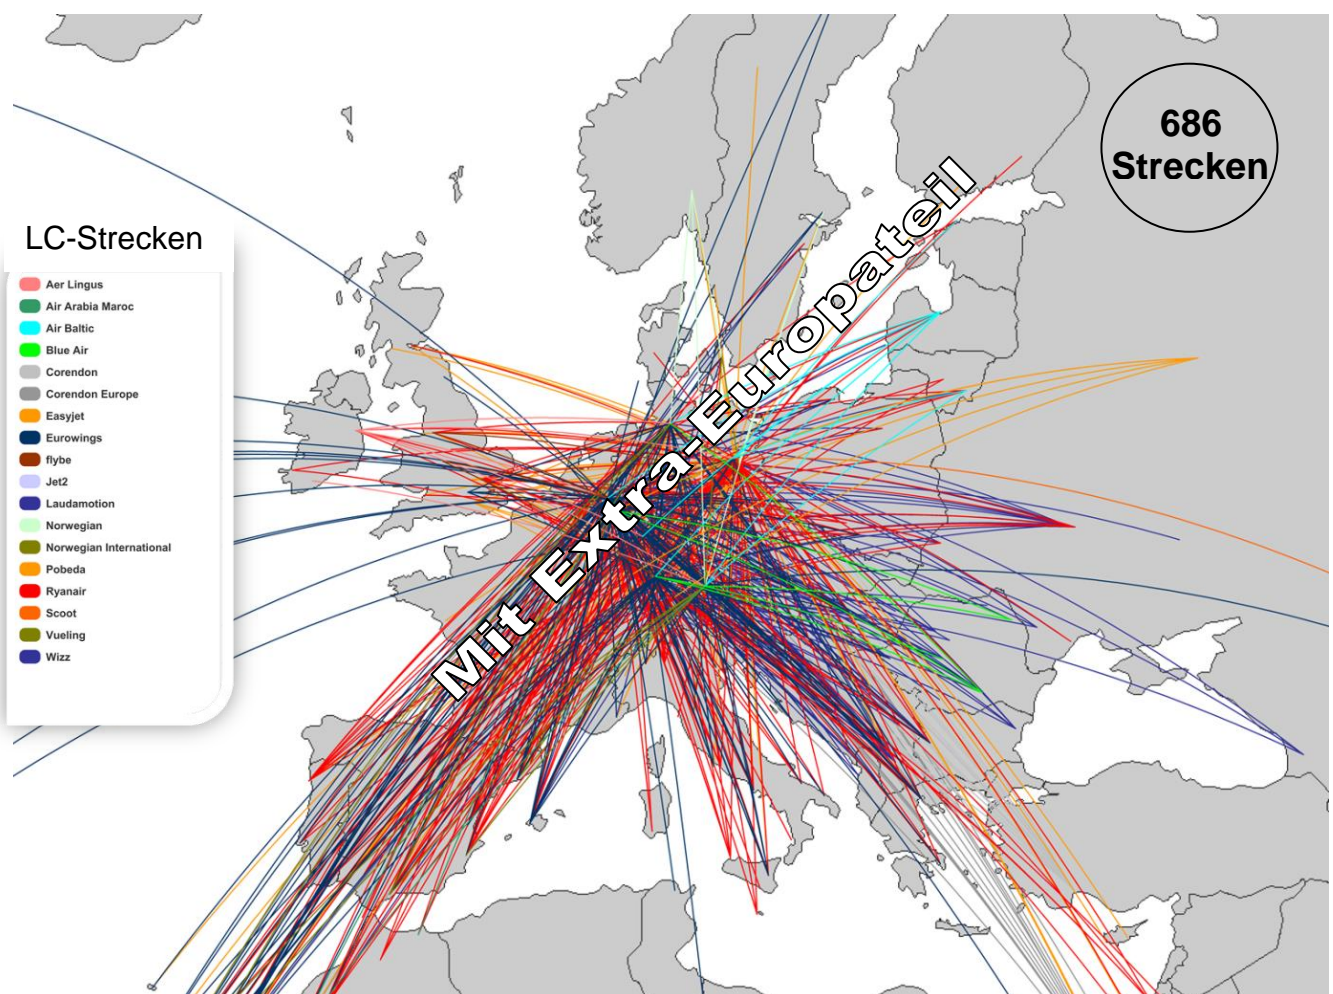 686
Strecken
LC-Strecken
Aer Lingus
Air Arabia Maroc
Air Baltic
Blue Air
Corendon
Corendon Europe
Easyjet
Eurowings
flybe
Jet2
Laudamotion
Norwegian
Norwegian International
Pobeda
Ryanair
Scoot
Vueling
Wizz
Mit Extra-Europateil